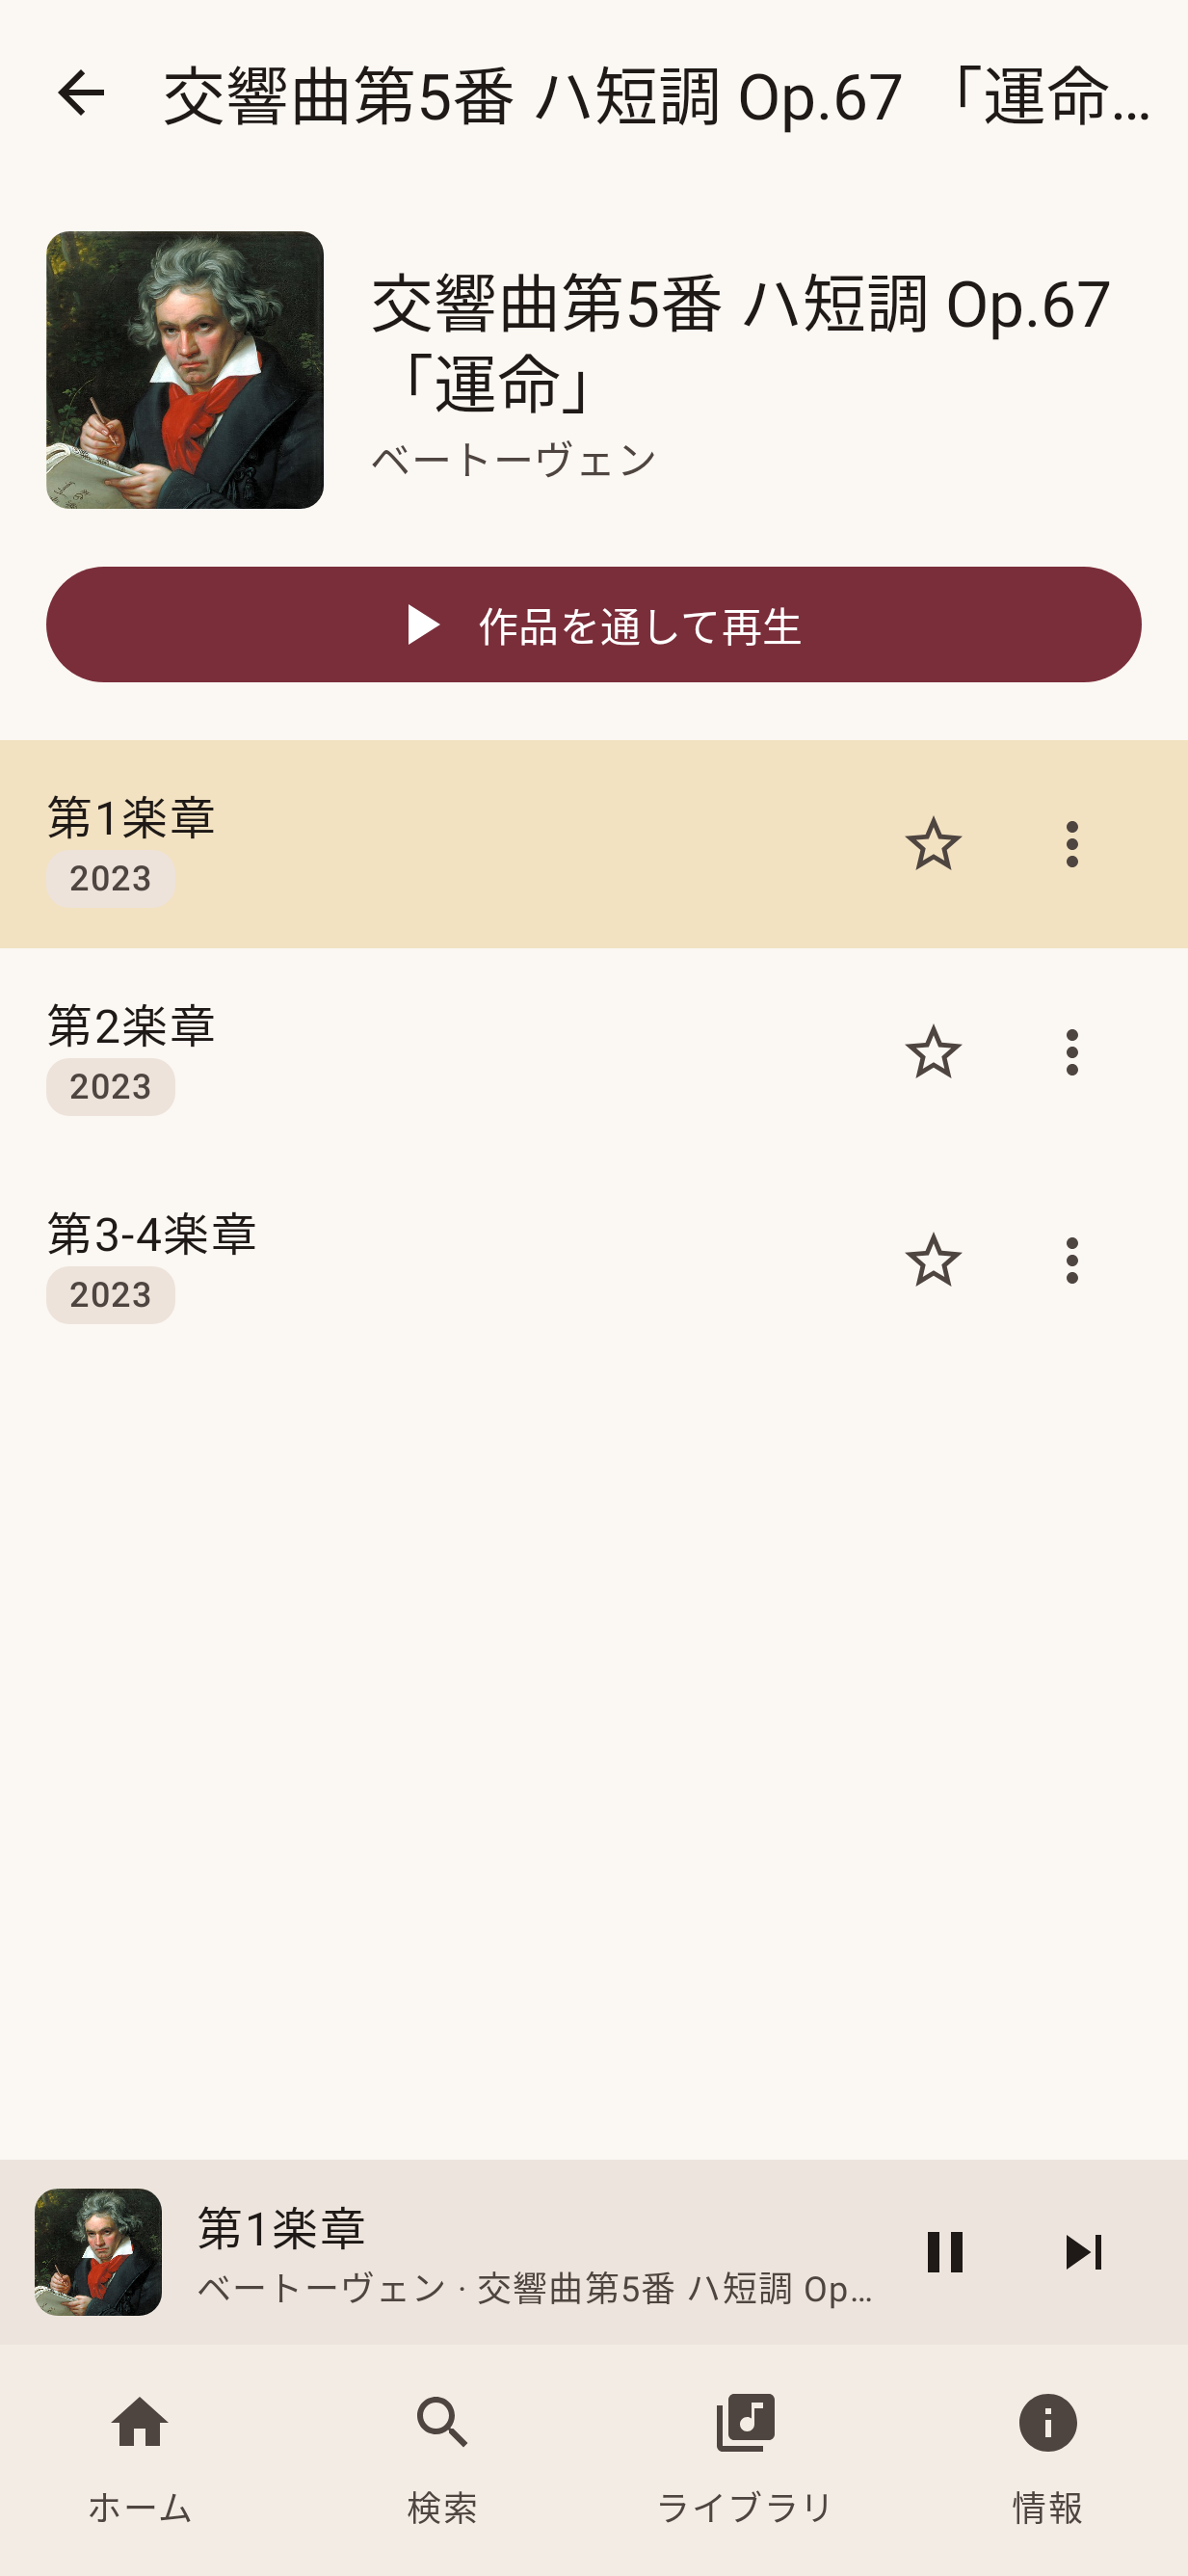 交響曲第5番 ハ短調 Op.67 「運命…
交響曲第5番 ハ短調 Op.67
「運命」
ベートーヴェン
作品を通して再生
第1楽章
2023
第2楽章
2023
第3-4楽章
2023
第1楽章
ベートーヴェン · 交響曲第5番 ハ短調 Op…
ホーム
検索
ライブラリ
情報